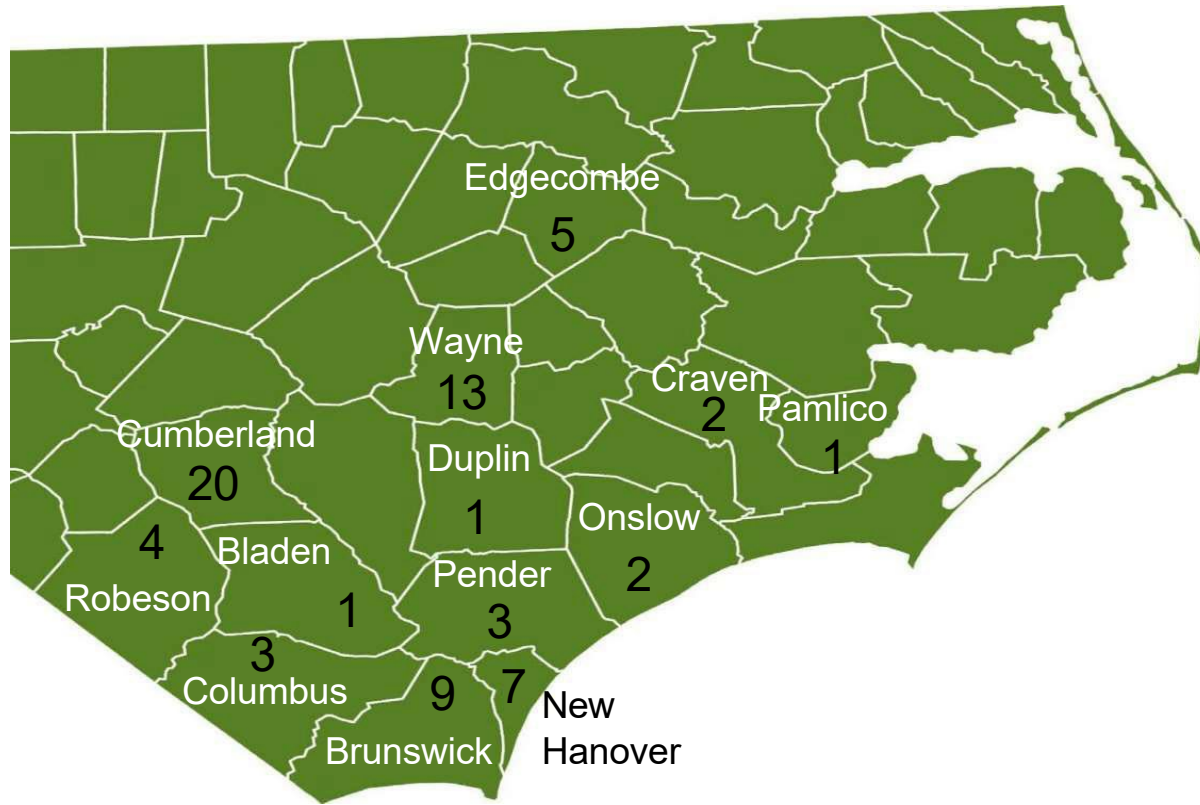 Edgecombe
5
Wayne
13
Craven
2
Pamlico
1
Cumberland
20
Duplin
1
Onslow
2
4
Robeson
Bladen
1
Pender
3
3
Columbus
9
Brunswick
7
New
Hanover